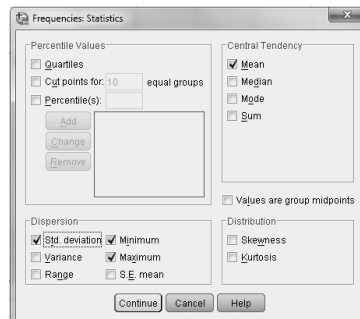 Frequencies: Statistics
Percentile Values
Quartiles
Cut points for: 10 equal groups
Percentile(s):
Add
Change
Remove
Central Tendency
Mean
Median
Mode
Sum
Values are group midpoints
Dispersion
Std. deviation Minimum
Variance Maximum
Range S.E. mean
Distribution
Skewness
Kurtosis
Continue Cancel Help